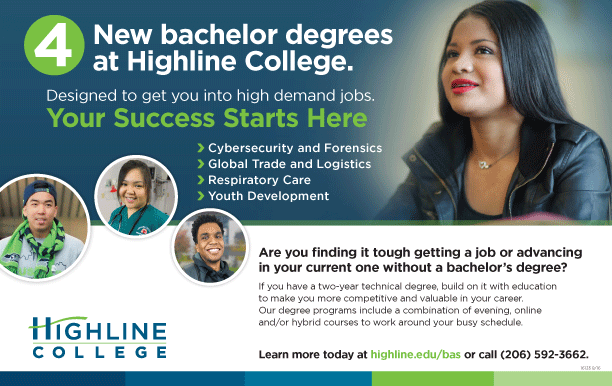 4
New bachelor degrees
at Highline College.
Designed to get you into high demand jobs.
Your Success Starts Here
› Cybersecurity and Forensics
› Global Trade and Logistics
› Respiratory Care
› Youth Development
Are you finding it tough getting a job or advancing
in your current one without a bachelor's degree?
If you have a two-year technical degree, build on it with education
to make you more competitive and valuable in your career.
Our degree programs include a combination of evening, online
and/or hybrid courses to work around your busy schedule.
HIGHLINE
COLLEGE
Learn more today at highline.edu/bas or call (206) 592-3662.